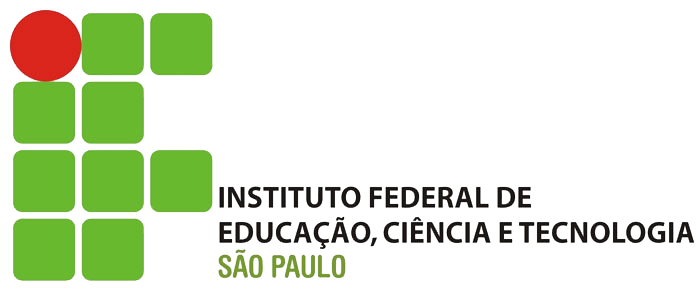 INSTITUTO FEDERAL DE
EDUCAÇÃO, CIÊNCIA E TECNOLOGIA
SÃO PAULO